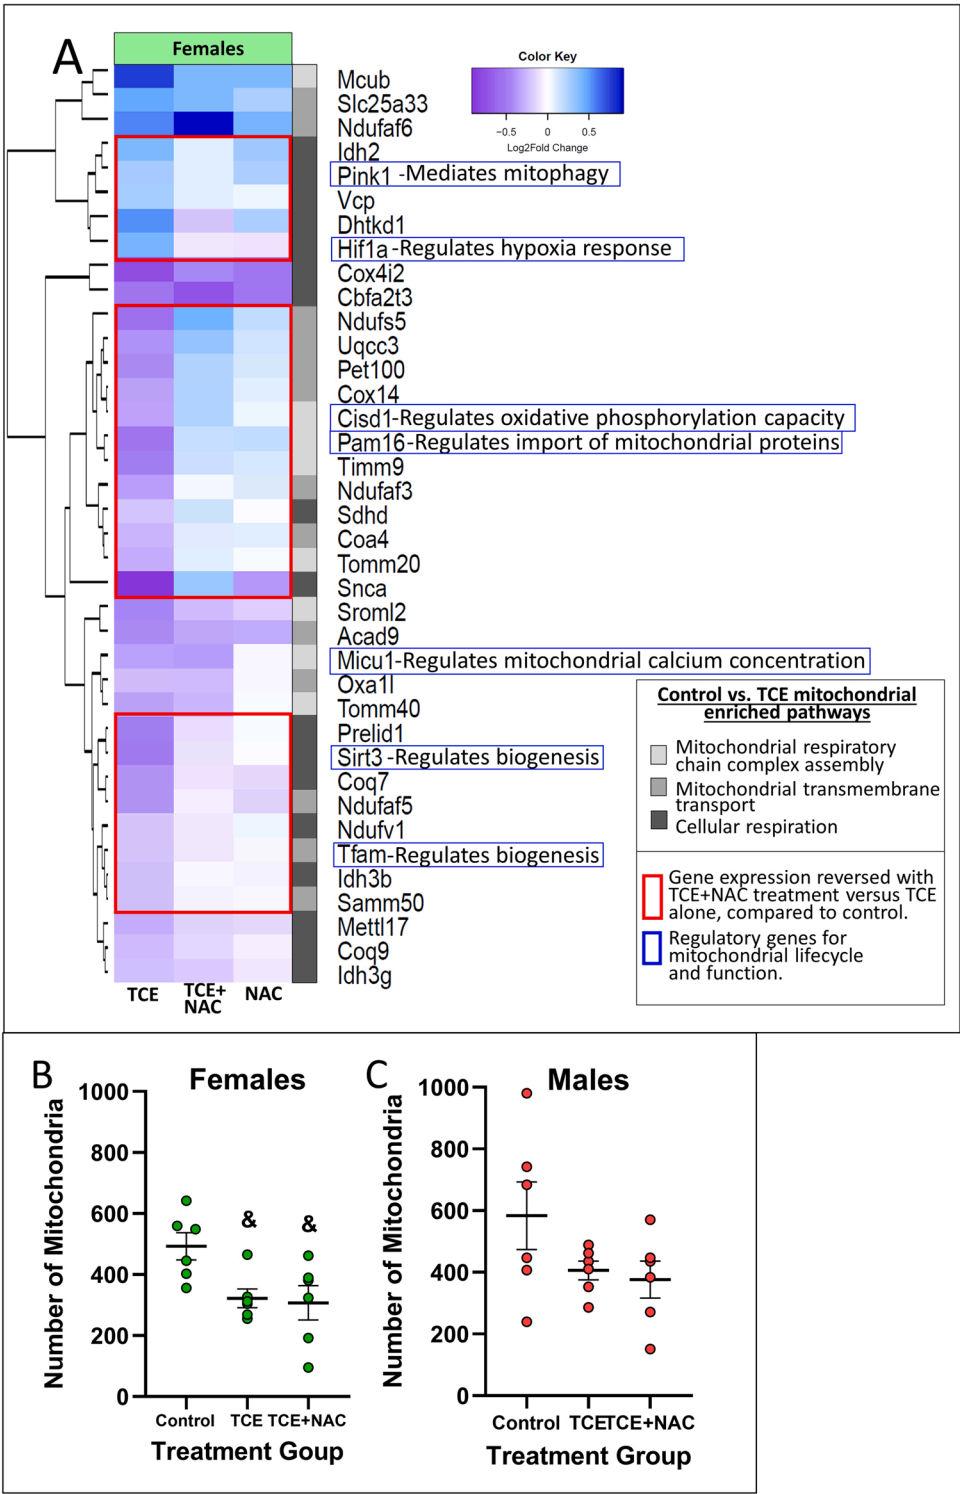 A
Females
Color Key
−0.5 0 0.5
Log2Fold Change
Mcub
Slc25a33
Ndufaf6
Idh2
Pink1 -Mediates mitophagy
Vcp
Dhtkd1
Hif1a-Regulates hypoxia response
Cox4i2
Cbfa2t3
Ndufs5
Uqcc3
Pet100
Cox14
Cisd1-Regulates oxidative phosphorylation capacity
Pam16-Regulates import of mitochondrial proteins
Timm9
Ndufaf3
Sdhd
Coa4
Tomm20
Snca
Sroml2
Acad9
Micu1-Regulates mitochondrial calcium concentration
Oxa1l
Tomm40
Prelid1
Sirt3 -Regulates biogenesis
Coq7
Ndufaf5
Ndufv1
Tfam-Regulates biogenesis
Idh3b
Samm50
Mettl17
Coq9
Idh3g
TCE TCE+ NAC
NAC
Control vs. TCE mitochondrial
enriched pathways
Mitochondrial respiratory
chain complex assembly
Mitochondrial transmembrane
transport
Cellular respiration
Gene expression reversed with
TCE+NAC treatment versus TCE
alone, compared to control.
Regulatory genes for
mitochondrial lifecycle
and function.
B
Females
Number of Mitochondria
1000
800
600
400
200
0
& &
Control TCE TCE+NAC
Treatment Goup
C
Males
Number of Mitochondria
1000
800
600
400
200
0
Control TCE TCE+NAC
Treatment Group